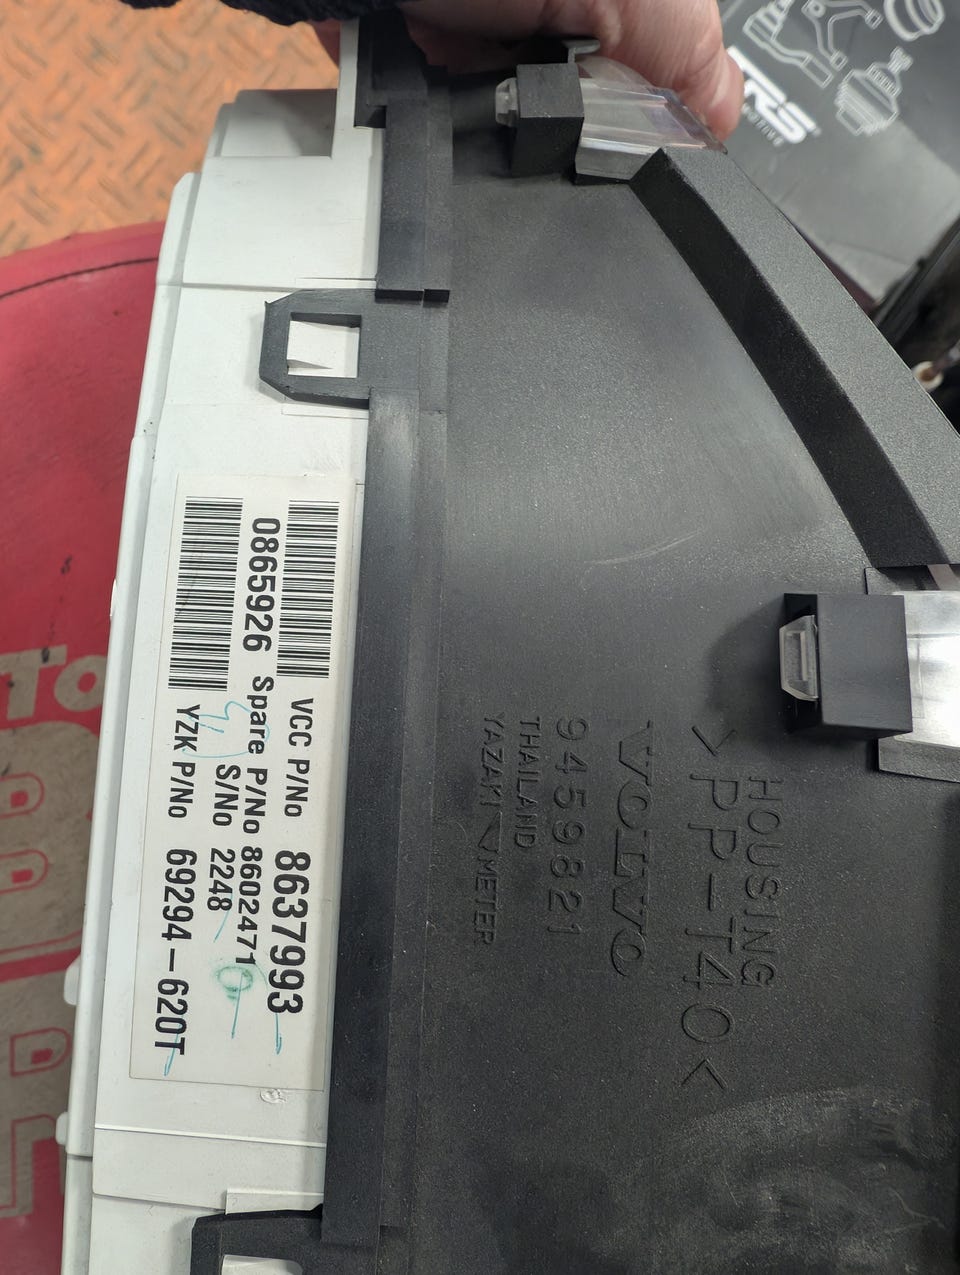 VCC P/No 8637993
0865926 Spare P/No 8602471
S/No 2248
YZK P/No 69294-620T
HOUSING
>PP-T40<
VOLVO
9459821
THAILAND
YAZAKI METER
RS